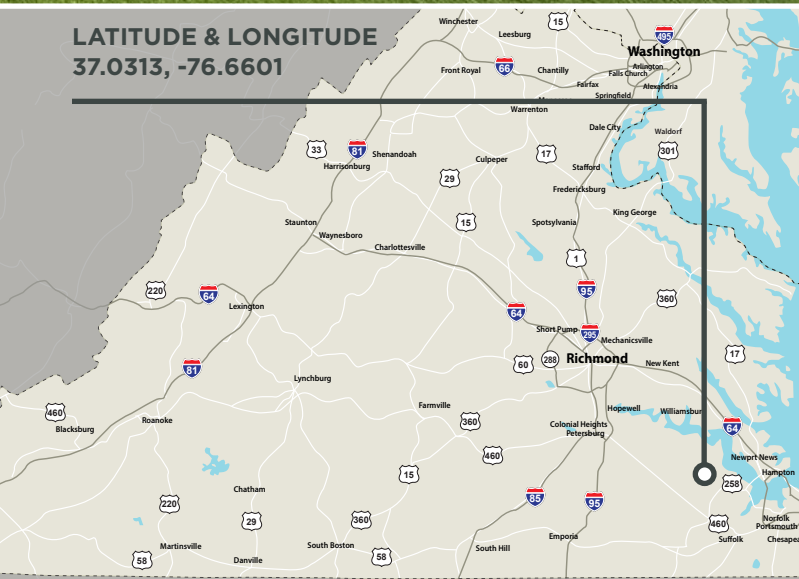 LATITUDE & LONGITUDE
37.0313, -76.6601
Winchester
15
Leesburg
495
Washington
Front Royal
66
Chantilly
Arlington
Falls Church
Fairfax
Alexandria
Springfield
Warrenton
Dale City
Waldorf
33
81
Shenandoah
Harrisonburg
Culpeper
17
301
29
Stafford
Fredericksburg
King George
Staunton
15
Spotsylvania
Waynesboro
Charlottesville
1
220
64
95
360
Lexington
64
Short Pump
295
Mechanicsville
81
60
288
Richmond
New Kent
17
Lynchburg
460
Blacksburg
Roanoke
Farmville
360
Hopewell
Williamsbur
Colonial Heights
Petersburg
64
460
Newprt News
15
Hampton
258
Chatham
85
95
220
29
360
460
Norfolk
Portsmouth
Emporia
Suffolk
Chesapea
Martinsville
South Boston
South Hill
58
Danville
58